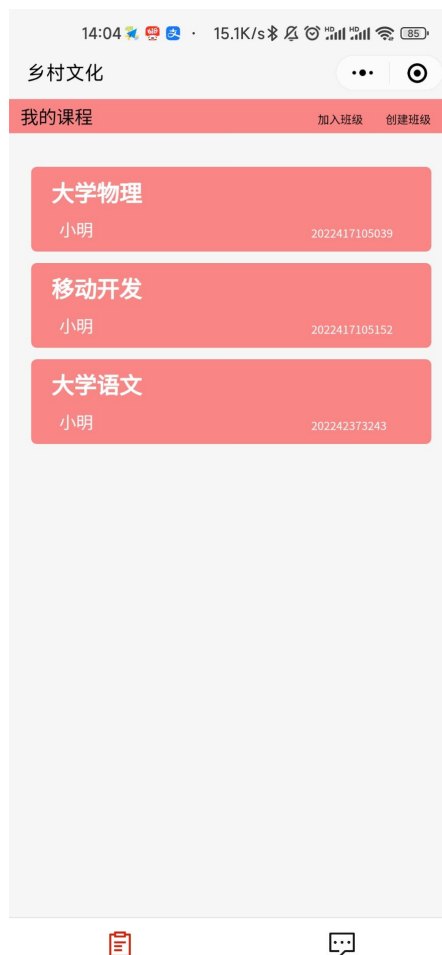 14:04 · 15.1K/s HD HD 85
乡村文化
我的课程 加入班级 创建班级
大学物理
小明 2022417105039
移动开发
小明 2022417105152
大学语文
小明 202242373243